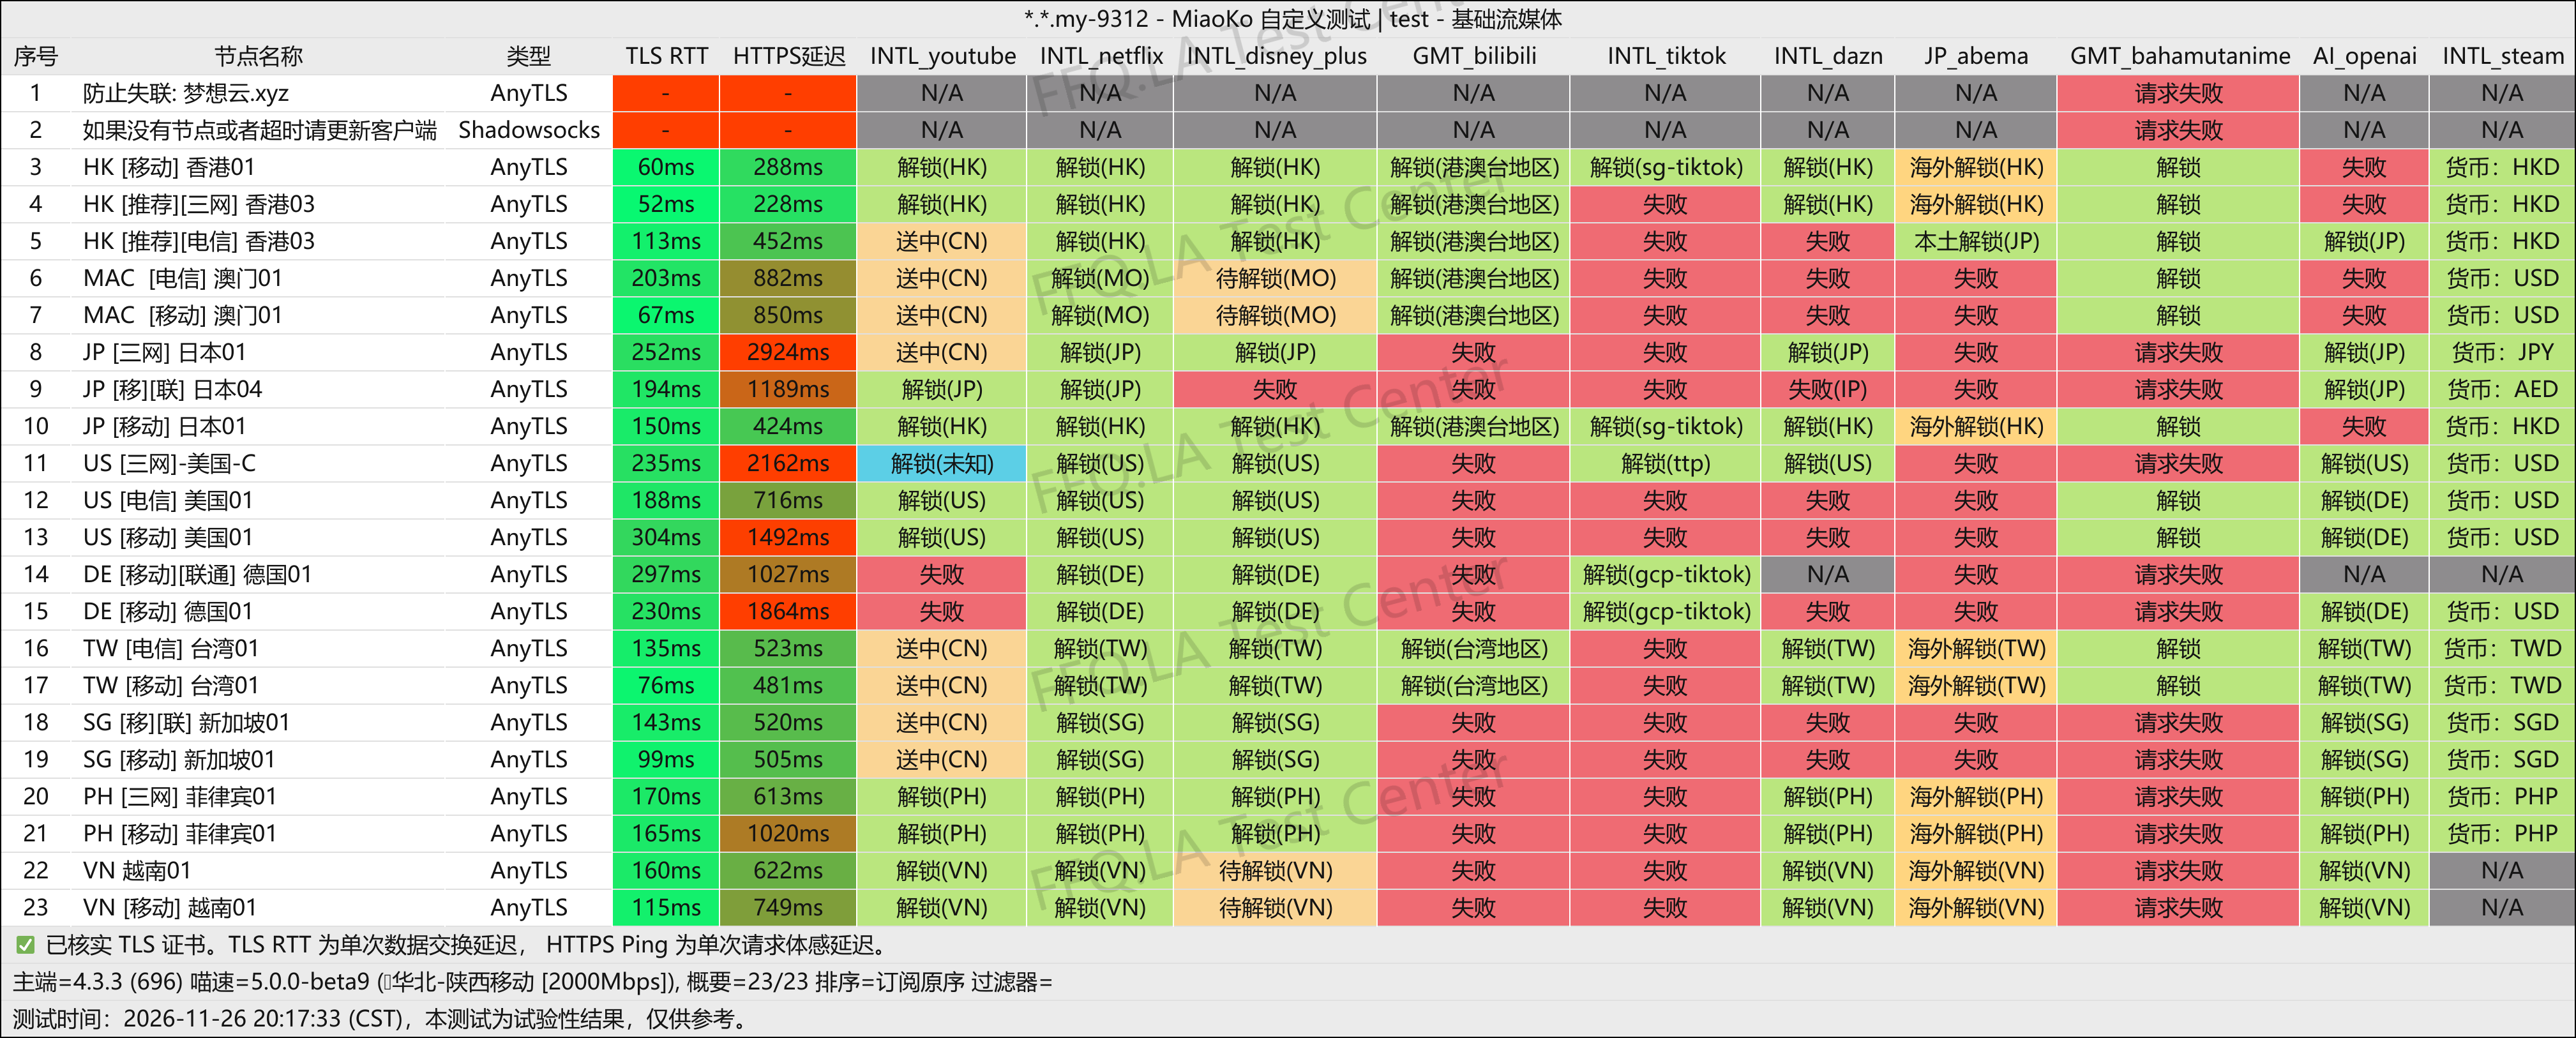 *.*.my-9312 - MiaoKo 自定义测试 | test - 基础流媒体
序号 节点名称 类型 TLS RTT HTTPS延迟 INTL_youtube INTL_netflix INTL_disney_plus GMT_bilibili INTL_tiktok INTL_dazn JP_abema GMT_bahamutanime AI_openai INTL_steam
1 防止失联: 梦想云.xyz AnyTLS - - N/A N/A N/A N/A N/A N/A N/A 请求失败 N/A N/A
2 如果没有节点或者超时请更新客户端 Shadowsocks - - N/A N/A N/A N/A N/A N/A N/A 请求失败 N/A N/A
3 HK [移动] 香港01 AnyTLS 60ms 288ms 解锁(HK) 解锁(HK) 解锁(HK) 解锁(港澳台地区) 解锁(sg-tiktok) 解锁(HK) 海外解锁(HK) 解锁 失败 货币：HKD
4 HK [推荐][三网] 香港03 AnyTLS 52ms 228ms 解锁(HK) 解锁(HK) 解锁(HK) 解锁(港澳台地区) 失败 解锁(HK) 海外解锁(HK) 解锁 失败 货币：HKD
5 HK [推荐][电信] 香港03 AnyTLS 113ms 452ms 送中(CN) 解锁(HK) 解锁(HK) 解锁(港澳台地区) 失败 失败 本土解锁(JP) 解锁 解锁(JP) 货币：HKD
6 MAC [电信] 澳门01 AnyTLS 203ms 882ms 送中(CN) 解锁(MO) 待解锁(MO) 解锁(港澳台地区) 失败 失败 失败 解锁 失败 货币：USD
7 MAC [移动] 澳门01 AnyTLS 67ms 850ms 送中(CN) 解锁(MO) 待解锁(MO) 解锁(港澳台地区) 失败 失败 失败 解锁 失败 货币：USD
8 JP [三网] 日本01 AnyTLS 252ms 2924ms 送中(CN) 解锁(JP) 解锁(JP) 失败 失败 解锁(JP) 失败 请求失败 解锁(JP) 货币：JPY
9 JP [移][联] 日本04 AnyTLS 194ms 1189ms 解锁(JP) 解锁(JP) 失败 失败 失败 失败(IP) 失败 请求失败 解锁(JP) 货币：AED
10 JP [移动] 日本01 AnyTLS 150ms 424ms 解锁(HK) 解锁(HK) 解锁(HK) 解锁(港澳台地区) 解锁(sg-tiktok) 解锁(HK) 海外解锁(HK) 解锁 失败 货币：HKD
11 US [三网]-美国-C AnyTLS 235ms 2162ms 解锁(未知) 解锁(US) 解锁(US) 失败 解锁(ttp) 解锁(US) 失败 请求失败 解锁(US) 货币：USD
12 US [电信] 美国01 AnyTLS 188ms 716ms 解锁(US) 解锁(US) 解锁(US) 失败 失败 失败 失败 解锁 解锁(DE) 货币：USD
13 US [移动] 美国01 AnyTLS 304ms 1492ms 解锁(US) 解锁(US) 解锁(US) 失败 失败 失败 失败 解锁 解锁(DE) 货币：USD
14 DE [移动][联通] 德国01 AnyTLS 297ms 1027ms 失败 解锁(DE) 解锁(DE) 失败 解锁(gcp-tiktok) N/A 失败 请求失败 N/A N/A
15 DE [移动] 德国01 AnyTLS 230ms 1864ms 失败 解锁(DE) 解锁(DE) 失败 解锁(gcp-tiktok) 失败 失败 请求失败 解锁(DE) 货币：USD
16 TW [电信] 台湾01 AnyTLS 135ms 523ms 送中(CN) 解锁(TW) 解锁(TW) 解锁(台湾地区) 失败 解锁(TW) 海外解锁(TW) 解锁 解锁(TW) 货币：TWD
17 TW [移动] 台湾01 AnyTLS 76ms 481ms 送中(CN) 解锁(TW) 解锁(TW) 解锁(台湾地区) 失败 解锁(TW) 海外解锁(TW) 解锁 解锁(TW) 货币：TWD
18 SG [移][联] 新加坡01 AnyTLS 143ms 520ms 送中(CN) 解锁(SG) 解锁(SG) 失败 失败 失败 失败 请求失败 解锁(SG) 货币：SGD
19 SG [移动] 新加坡01 AnyTLS 99ms 505ms 送中(CN) 解锁(SG) 解锁(SG) 失败 失败 失败 失败 请求失败 解锁(SG) 货币：SGD
20 PH [三网] 菲律宾01 AnyTLS 170ms 613ms 解锁(PH) 解锁(PH) 解锁(PH) 失败 失败 解锁(PH) 海外解锁(PH) 请求失败 解锁(PH) 货币：PHP
21 PH [移动] 菲律宾01 AnyTLS 165ms 1020ms 解锁(PH) 解锁(PH) 解锁(PH) 失败 失败 解锁(PH) 海外解锁(PH) 请求失败 解锁(PH) 货币：PHP
22 VN 越南01 AnyTLS 160ms 622ms 解锁(VN) 解锁(VN) 待解锁(VN) 失败 失败 解锁(VN) 海外解锁(VN) 请求失败 解锁(VN) N/A
23 VN [移动] 越南01 AnyTLS 115ms 749ms 解锁(VN) 解锁(VN) 待解锁(VN) 失败 失败 解锁(VN) 海外解锁(VN) 请求失败 解锁(VN) N/A
✅ 已核实 TLS 证书。TLS RTT 为单次数据交换延迟， HTTPS Ping 为单次请求体感延迟。
主端=4.3.3 (696) 喵速=5.0.0-beta9 (华北-陕西移动 [2000Mbps]), 概要=23/23 排序=订阅原序 过滤器=
测试时间：2026-11-26 20:17:33 (CST)，本测试为试验性结果，仅供参考。
FFQ.LA Test Center
FFQ.LA Test Center
FFQ.LA Test Center
FFQ.LA Test Center
FFQ.LA Test Center